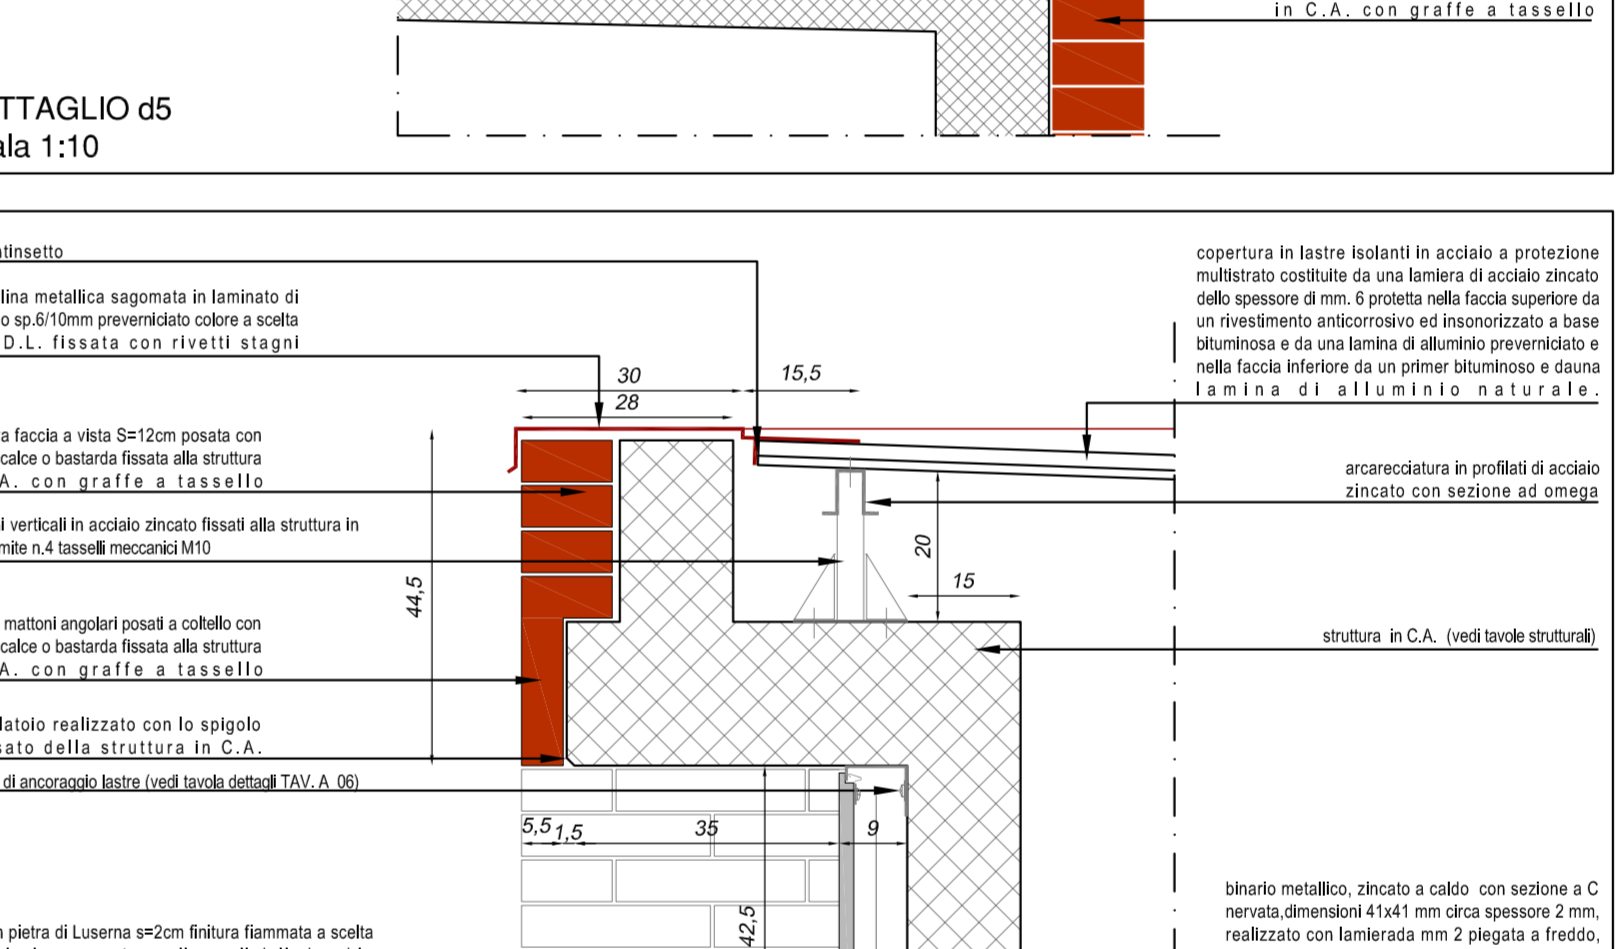 in C.A. con graffe a tassello
TTAGLIO d5
ala 1:10
ntinsetto
lina metallica sagomata in laminato di
o sp.6/10mm preverniciato colore a scelta
D.L. fissata con rivetti stagni
a faccia a vista S=12cm posata con
calce o bastarda fissata alla struttura
A. con graffe a tassello
i verticali in acciaio zincato fissati alla struttura in
mite n.4 tasselli meccanici M10
mattoni angolari posati a coltello con
calce o bastarda fissata alla struttura
A. con graffe a tassello
latoio realizzato con lo spigolo
sato della struttura in C.A.
di ancoraggio lastre (vedi tavola dettagli TAV. A 06)
n pietra di Luserna s=2cm finitura fiammata a scelta
30
15,5
28
44,5
20
15
5,5
1,5
35
9
42,5
copertura in lastre isolanti in acciaio a protezione
multistrato costituite da una lamiera di acciaio zincato
dello spessore di mm. 6 protetta nella faccia superiore da
un rivestimento anticorrosivo ed insonorizzato a base
bituminosa e da una lamina di alluminio preverniciato e
nella faccia inferiore da un primer bituminoso e dauna
lamina di alluminio naturale.
arcarecciatura in profilati di acciaio
zincato con sezione ad omega
struttura in C.A. (vedi tavole strutturali)
binario metallico, zincato a caldo con sezione a C
nervata,dimensioni 41x41 mm circa spessore 2 mm,
realizzato con lamierada mm 2 piegata a freddo,